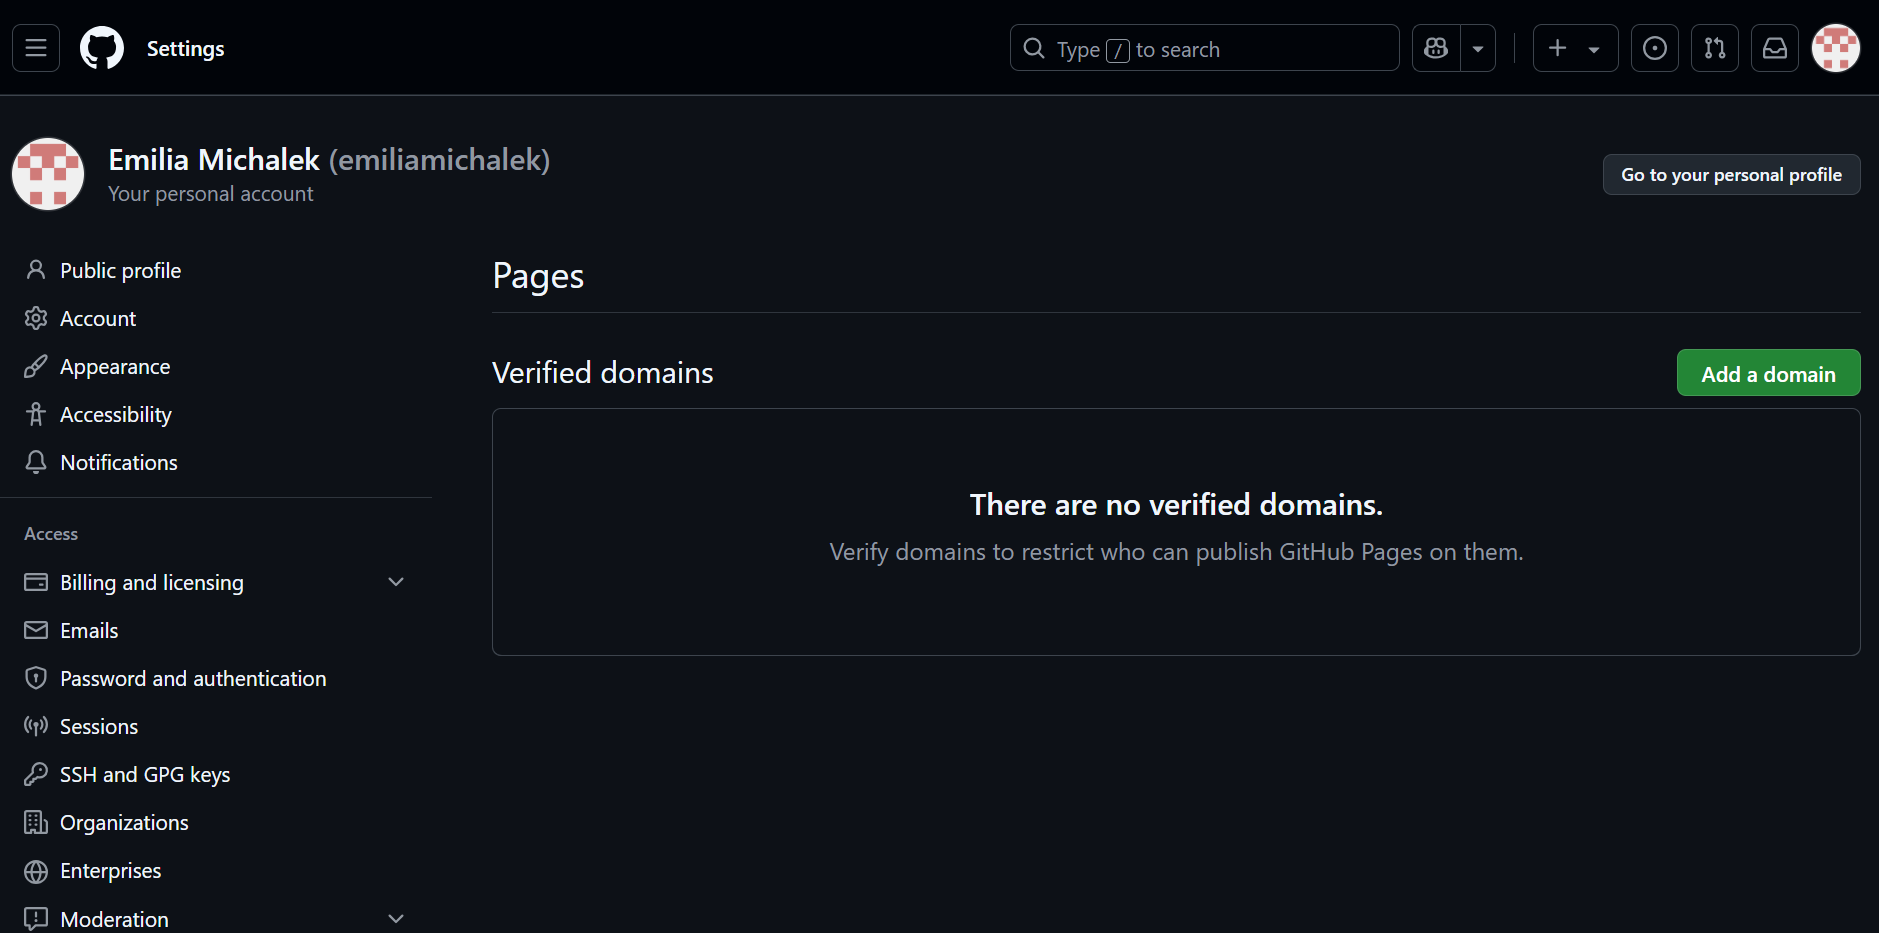 Settings
Type / to search
Emilia Michalek (emiliamichalek)
Your personal account
Go to your personal profile
Public profile
Account
Appearance
Accessibility
Notifications
Access
Billing and licensing
Emails
Password and authentication
Sessions
SSH and GPG keys
Organizations
Enterprises
Moderation
Pages
Verified domains
Add a domain
There are no verified domains.
Verify domains to restrict who can publish GitHub Pages on them.